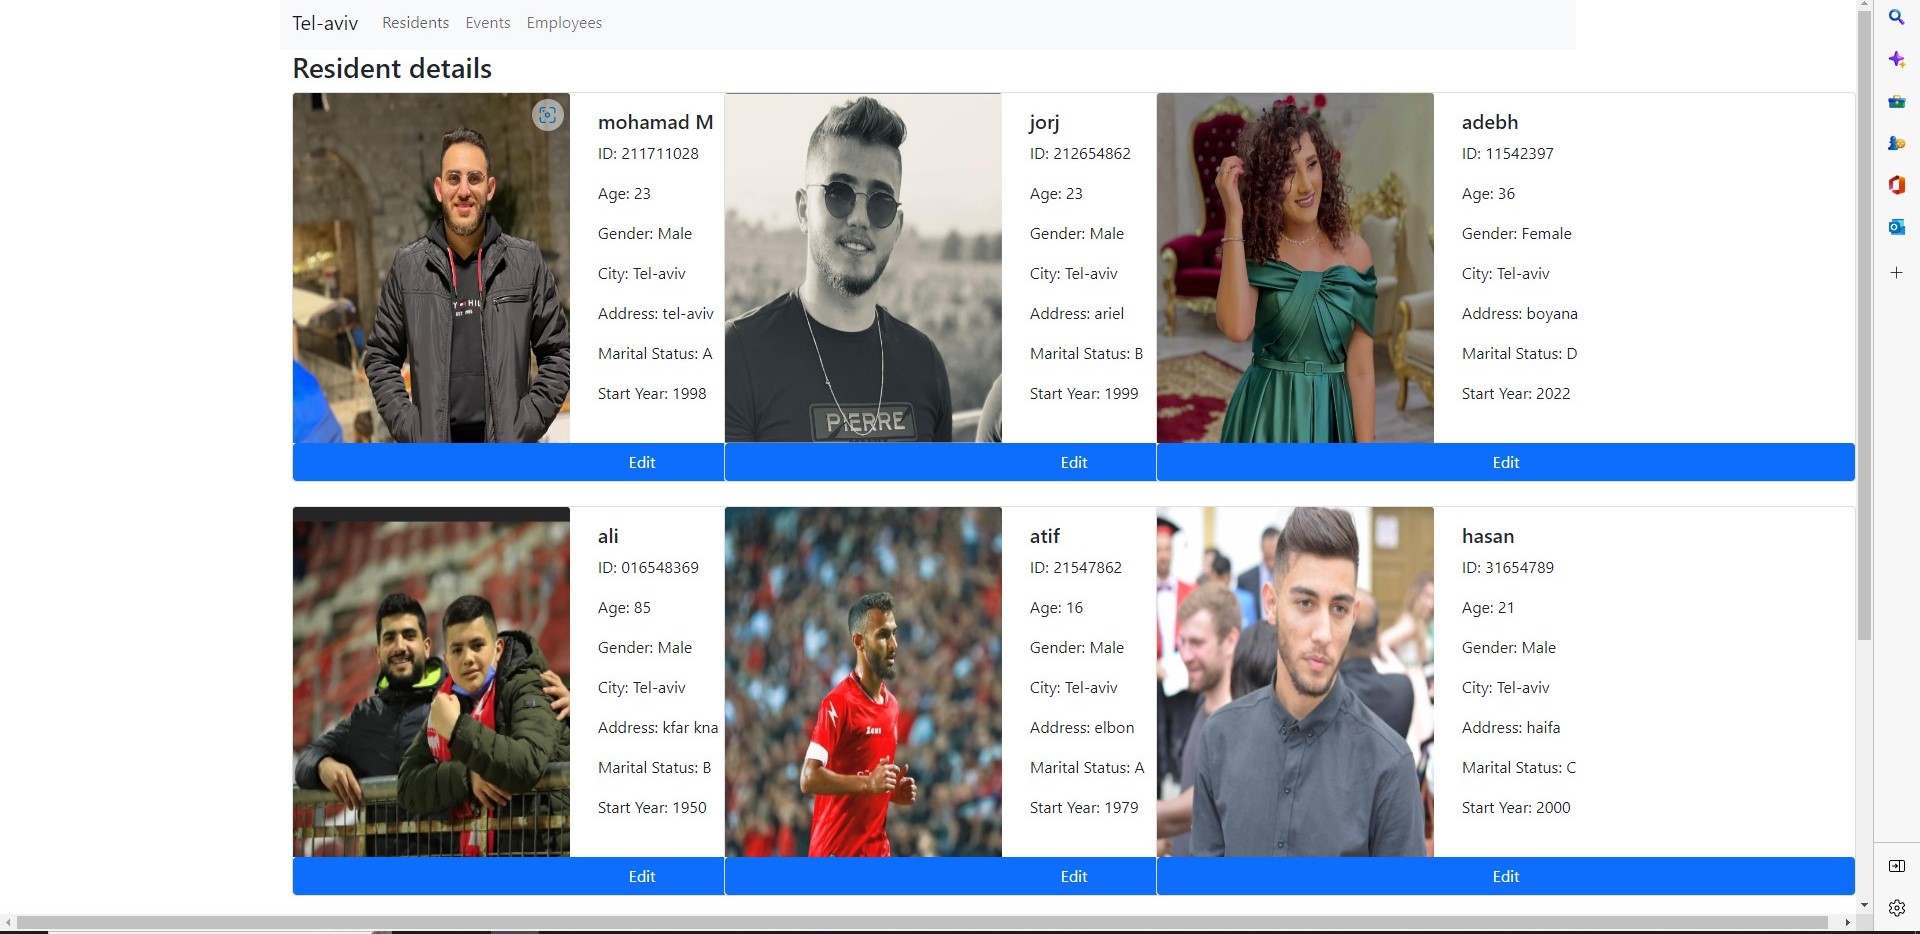 Tel-aviv Residents Events Employees
Resident details
mohamad M
ID: 211711028
Age: 23
Gender: Male
City: Tel-aviv
Address: tel-aviv
Marital Status: A
Start Year: 1998
Edit
jorj
ID: 212654862
Age: 23
Gender: Male
City: Tel-aviv
Address: ariel
Marital Status: B
Start Year: 1999
Edit
PIERRE
adebh
ID: 11542397
Age: 36
Gender: Female
City: Tel-aviv
Address: boyana
Marital Status: D
Start Year: 2022
Edit
ali
ID: 016548369
Age: 85
Gender: Male
City: Tel-aviv
Address: kfar kna
Marital Status: B
Start Year: 1950
Edit
atif
ID: 21547862
Age: 16
Gender: Male
City: Tel-aviv
Address: elbon
Marital Status: A
Start Year: 1979
Edit
Zeus
hasan
ID: 31654789
Age: 21
Gender: Male
City: Tel-aviv
Address: haifa
Marital Status: C
Start Year: 2000
Edit